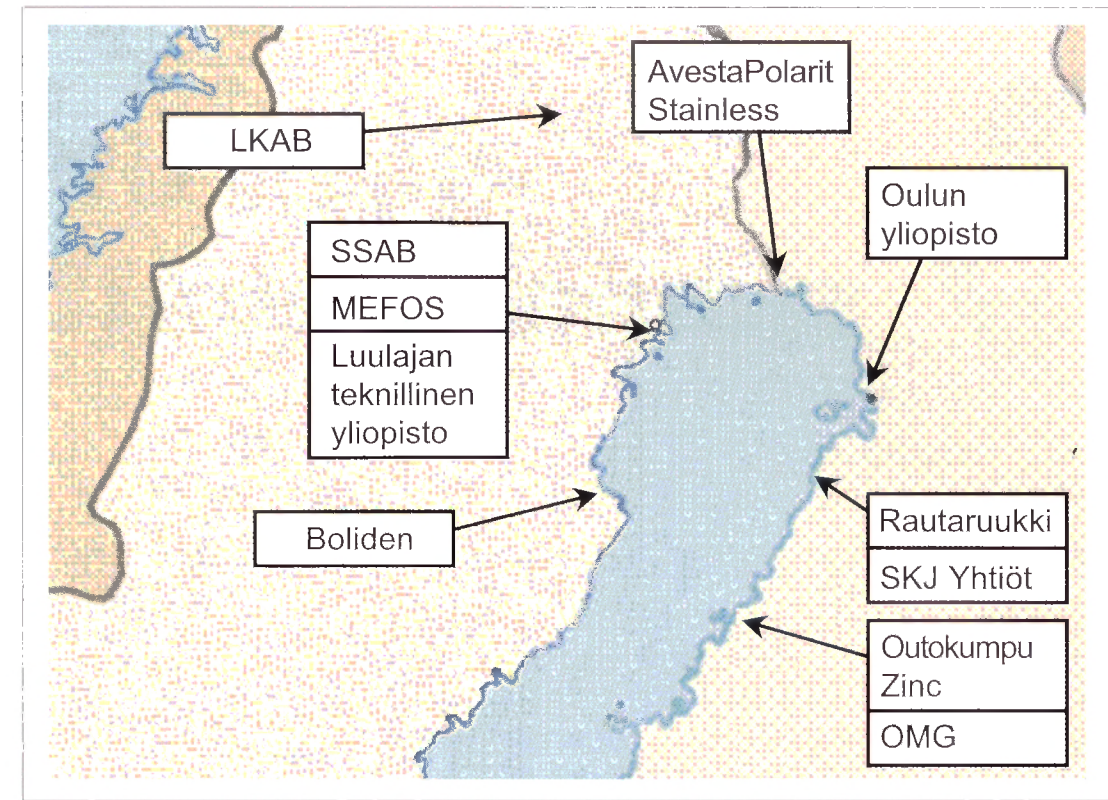 AvestaPolarit
Stainless
LKAB
Oulun
yliopisto
SSAB
MEFOS
Luulajan
teknillinen
yliopisto
Boliden
Rautaruukki
SKJ Yhtiöt
Outokumpu
Zinc
OMG